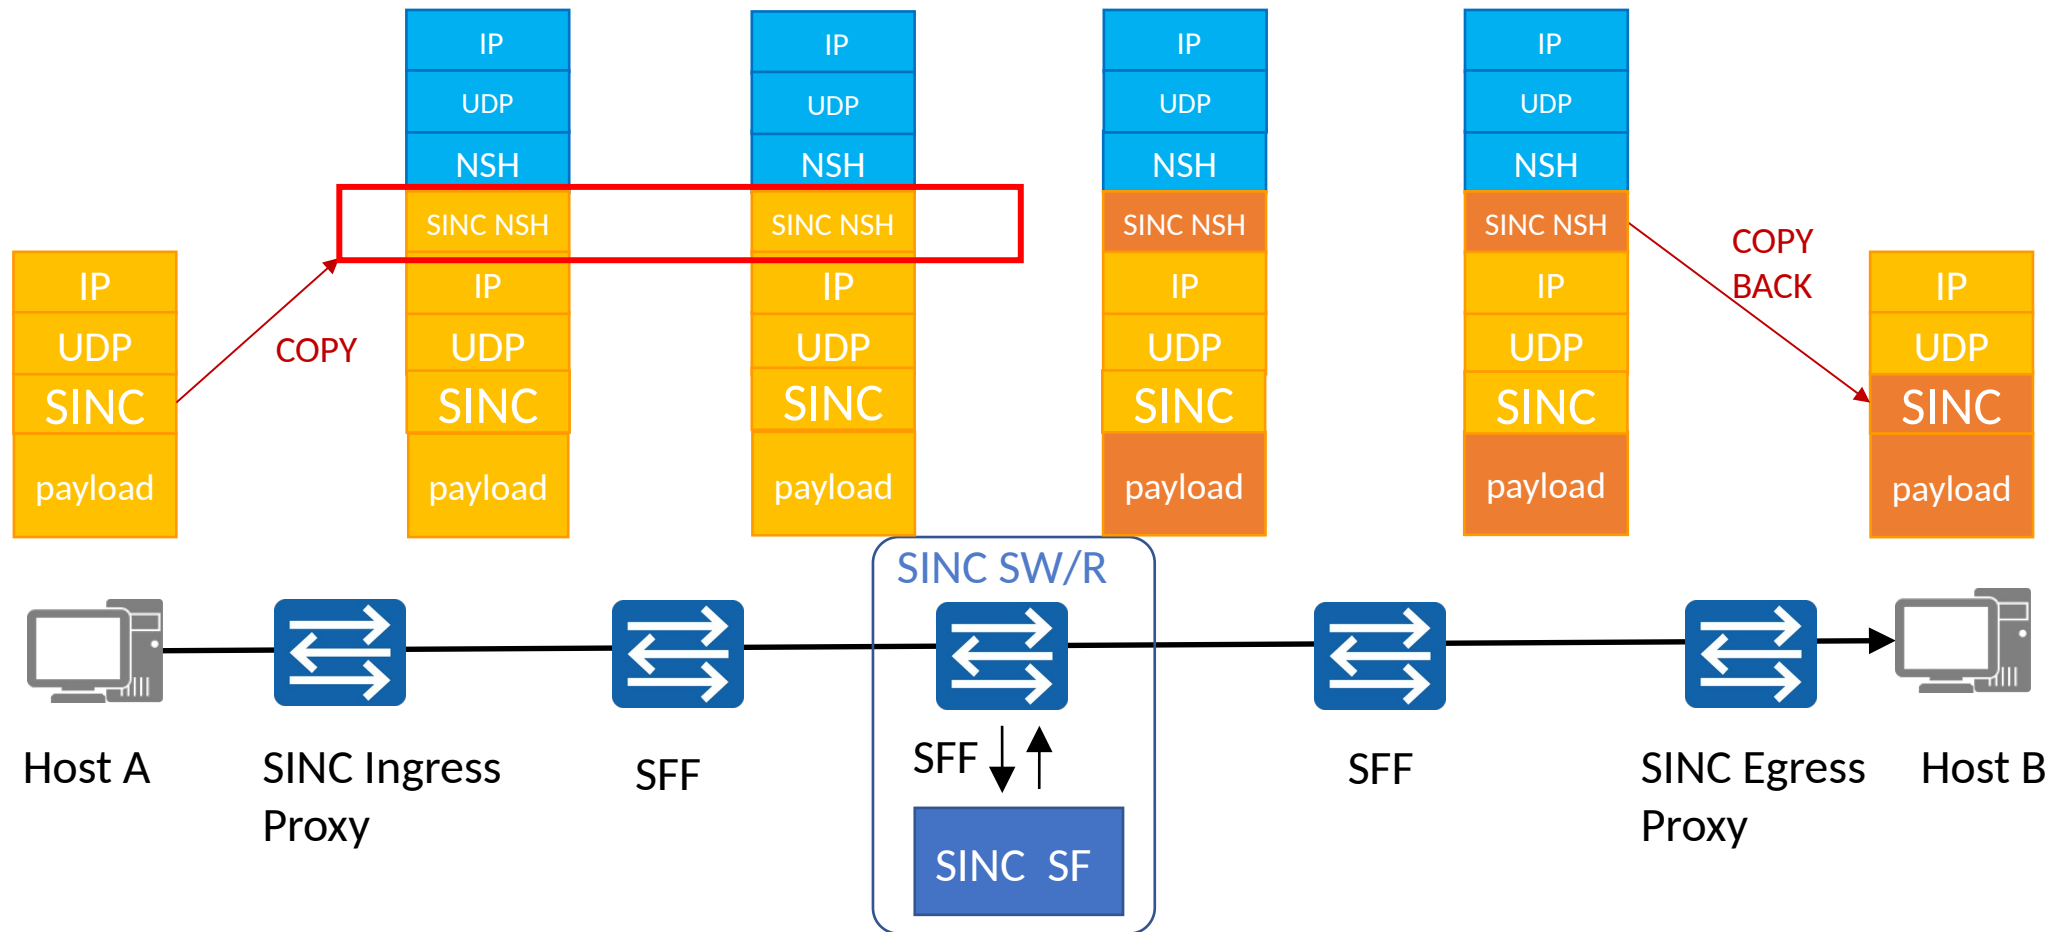 IP
UDP
NSH
SINC NSH
IP
UDP
SINC
payload
IP
UDP
NSH
SINC NSH
IP
UDP
SINC
payload
IP
UDP
NSH
SINC NSH
IP
UDP
SINC
payload
IP
UDP
NSH
SINC NSH
IP
UDP
SINC
payload
IP
UDP
SINC
payload
COPY
COPY
BACK
IP
UDP
SINC
payload
SINC SW/R
Host A
SINC Ingress
Proxy
SFF
SFF
SINC SF
SFF
SINC Egress
Proxy
Host B